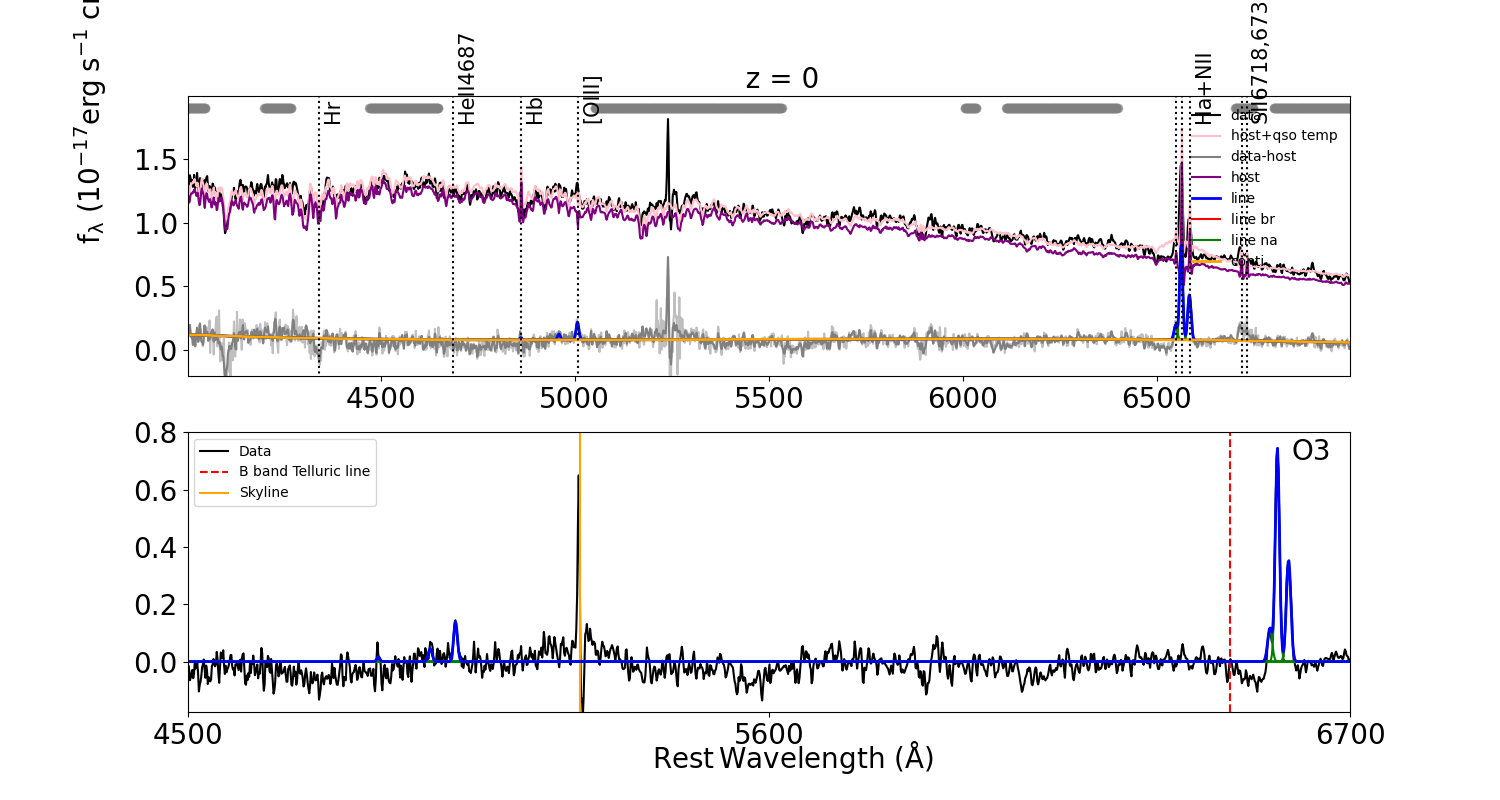 z = 0
Hr
HeII4687
Hb
[OIII]
Ha+NII
SII6718,673
fλ (10⁻¹⁷erg s⁻¹ c
data
host+qso temp
data-host
host
line
line br
line na
conti
1.5
1.0
0.5
0.0
4500
5000
5500
6000
6500
Data
B band Telluric line
Skyline
O3
0.8
0.6
0.4
0.2
0.0
4500
5600
6700
Rest Wavelength (Å)